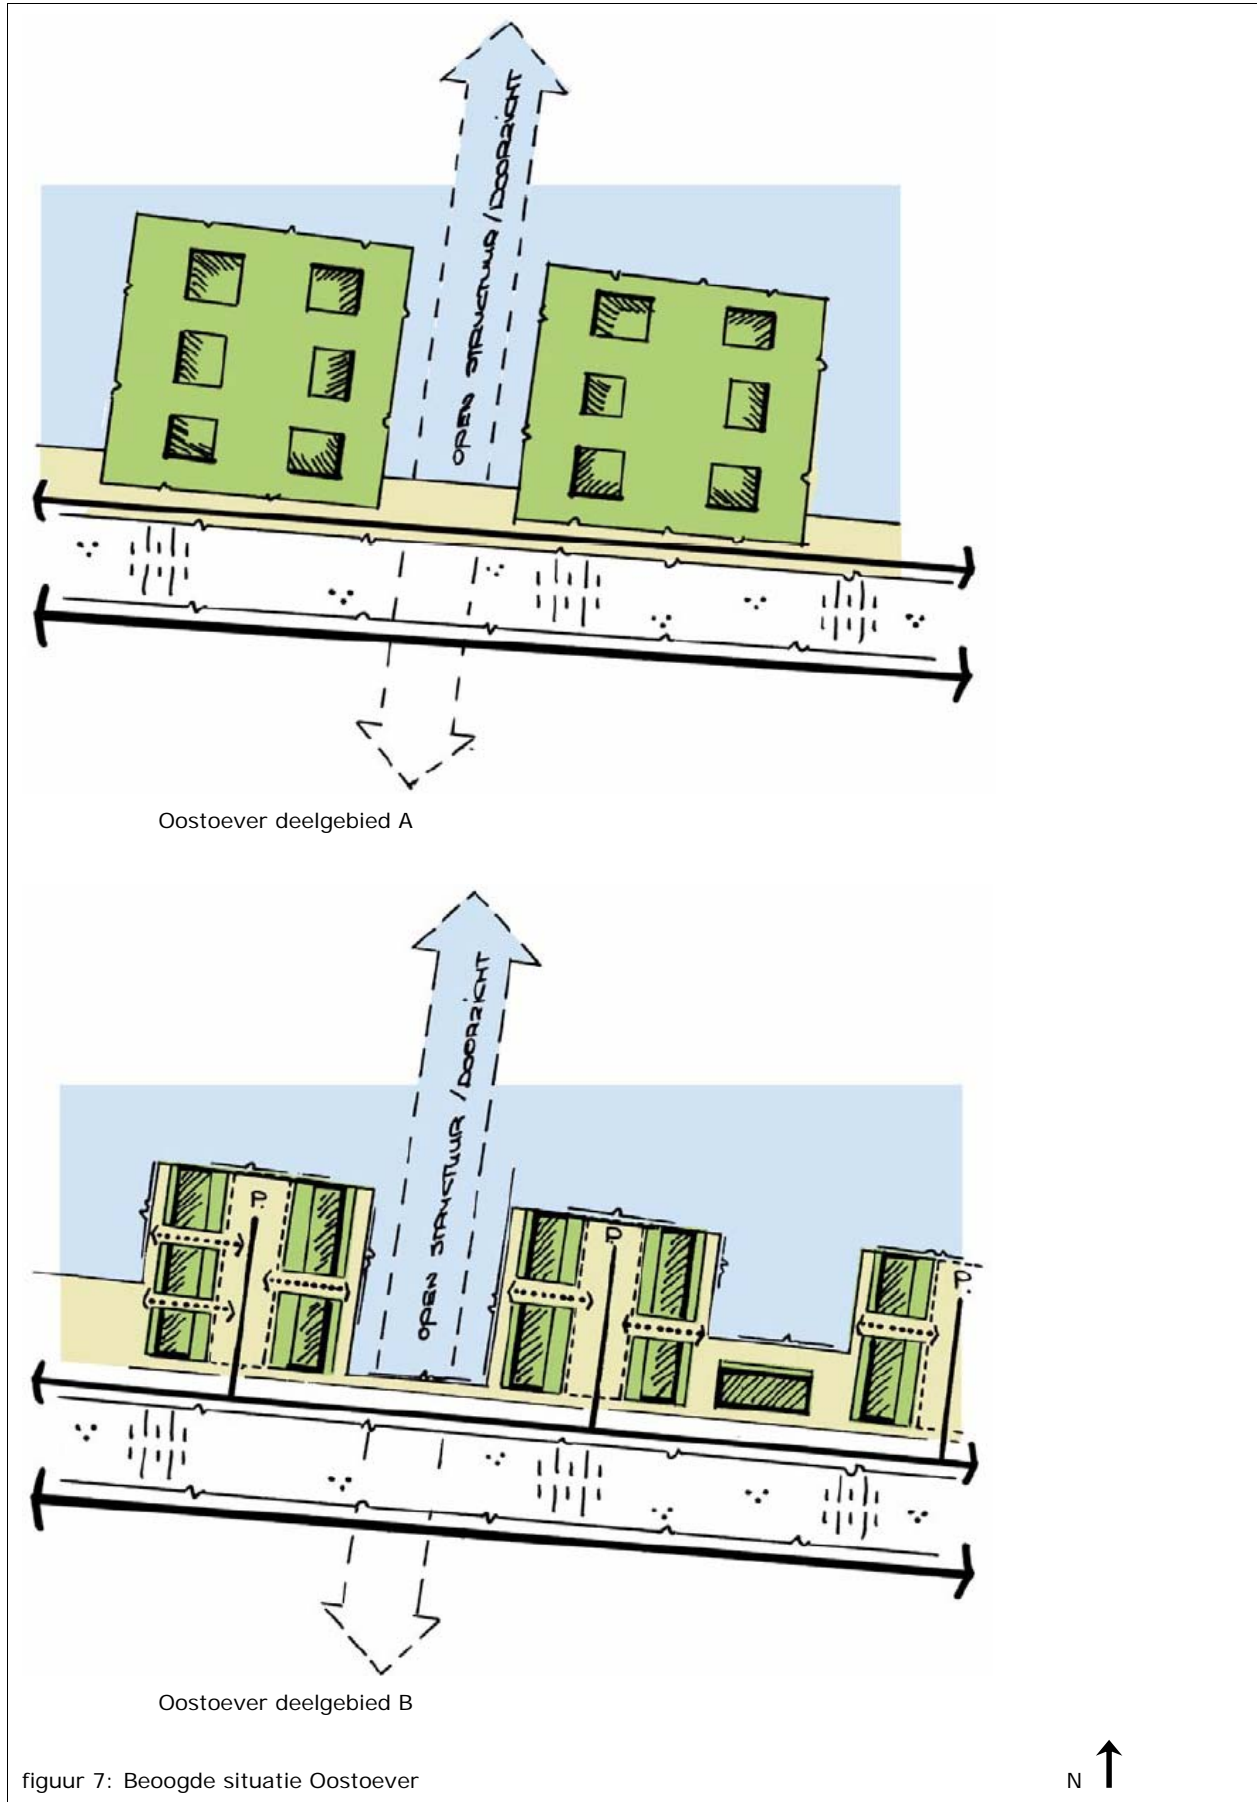 OPEN STRUCTUUR / DOORZICHT
Oostoever deelgebied A
OPEN STRUCTUUR / DOORZICHT
P.
P.
P.
Oostoever deelgebied B
figuur 7: Beoogde situatie Oostoever
N